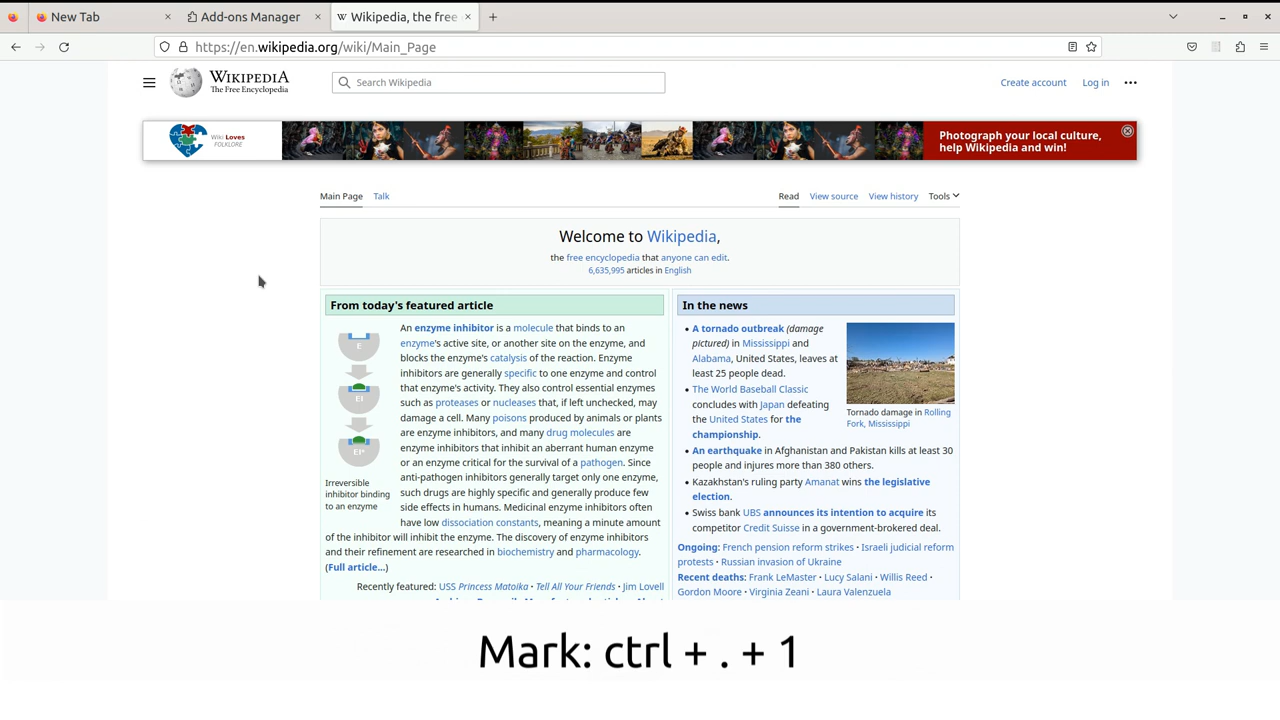 New Tab
Add-ons Manager
Wikipedia, the free
https://en.wikipedia.org/wiki/Main_Page
WIKIPEDIA
The Free Encyclopedia
Search Wikipedia
Create account
Log in
Wiki Loves
FOLKLORE
Photograph your local culture,
help Wikipedia and win!
Main Page
Talk
Read
View source
View history
Tools
Welcome to Wikipedia,
the free encyclopedia that anyone can edit.
6,635,995 articles in English
From today's featured article
E
EI
EI*
Irreversible
inhibitor binding
to an enzyme
An enzyme inhibitor is a molecule that binds to an
enzyme's active site, or another site on the enzyme, and
blocks the enzyme's catalysis of the reaction. Enzyme
inhibitors are generally specific to one enzyme and control
that enzyme's activity. They also control essential enzymes
such as proteases or nucleases that, if left unchecked, may
damage a cell. Many poisons produced by animals or plants
are enzyme inhibitors, and many drug molecules are
enzyme inhibitors that inhibit an aberrant human enzyme
or an enzyme critical for the survival of a pathogen. Since
anti-pathogen inhibitors generally target only one enzyme,
such drugs are highly specific and generally produce few
side effects in humans. Medicinal enzyme inhibitors often
have low dissociation constants, meaning a minute amount
of the inhibitor will inhibit the enzyme. The discovery of enzyme inhibitors
and their refinement are researched in biochemistry and pharmacology.
(Full article...)
Recently featured: USS Princess Matoika • Tell All Your Friends • Jim Lovell
In the news
• A tornado outbreak (damage
pictured) in Mississippi and
Alabama, United States, leaves at
least 25 people dead.
• The World Baseball Classic
concludes with Japan defeating
the United States for the
championship.
Tornado damage in Rolling
Fork, Mississippi
• An earthquake in Afghanistan and Pakistan kills at least 30
people and injures more than 380 others.
• Kazakhstan's ruling party Amanat wins the legislative
election.
• Swiss bank UBS announces its intention to acquire its
competitor Credit Suisse in a government-brokered deal.
Ongoing: French pension reform strikes • Israeli judicial reform
protests • Russian invasion of Ukraine
Recent deaths: Frank LeMaster • Lucy Salani • Willis Reed •
Gordon Moore • Virginia Zeani • Laura Valenzuela
Mark: ctrl + . + 1